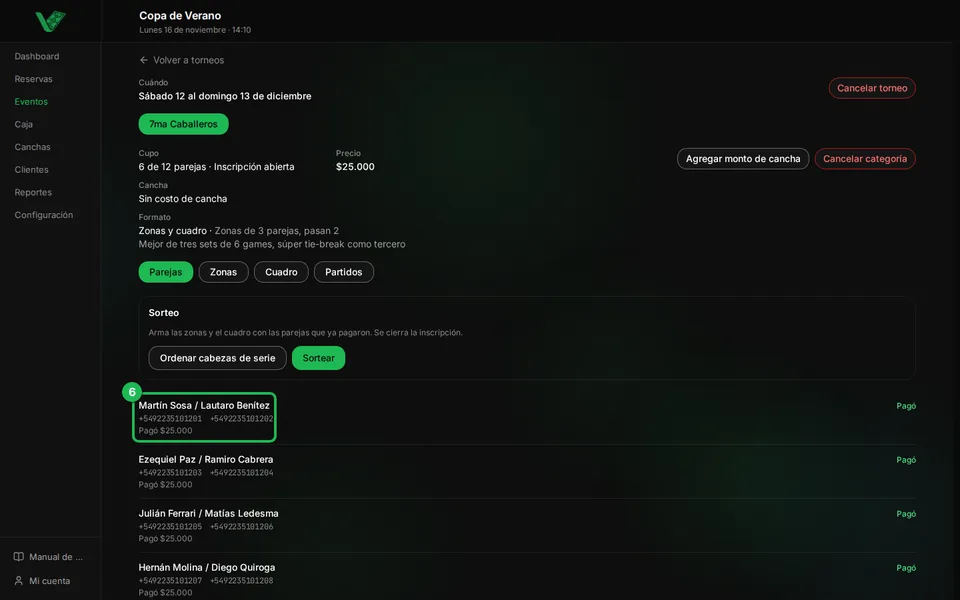 Copa de Verano
Lunes 16 de noviembre · 14:10
Dashboard
Reservas
Eventos
Caja
Canchas
Clientes
Reportes
Configuración
Manual de ...
Mi cuenta
← Volver a torneos
Cuándo
Sábado 12 al domingo 13 de diciembre
Cancelar torneo
7ma Caballeros
Cupo
6 de 12 parejas · Inscripción abierta
Precio
$25.000
Agregar monto de cancha
Cancelar categoría
Cancha
Sin costo de cancha
Formato
Zonas y cuadro · Zonas de 3 parejas, pasan 2
Mejor de tres sets de 6 games, súper tie-break como tercero
Parejas
Zonas
Cuadro
Partidos
Sorteo
Arma las zonas y el cuadro con las parejas que ya pagaron. Se cierra la inscripción.
Ordenar cabezas de serie
Sortear
6
Martín Sosa / Lautaro Benítez
+5492235101201 +5492235101202
Pagó $25.000
Pagó
Ezequiel Paz / Ramiro Cabrera
+5492235101203 +5492235101204
Pagó $25.000
Pagó
Julián Ferrari / Matías Ledesma
+5492235101205 +5492235101206
Pagó $25.000
Pagó
Hernán Molina / Diego Quiroga
+5492235101207 +5492235101208
Pagó $25.000
Pagó